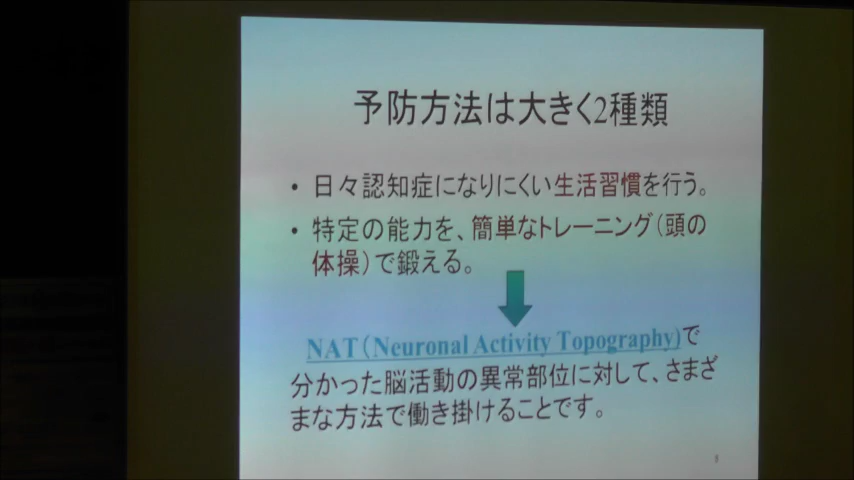 予防方法は大きく2種類
・日々認知症になりにくい生活習慣を行う。
・特定の能力を、簡単なトレーニング(頭の
体操)で鍛える。
NAT(Neuronal Activity Topography)で
分かった脳活動の異常部位に対して、さまざ
まな方法で働き掛けることです。